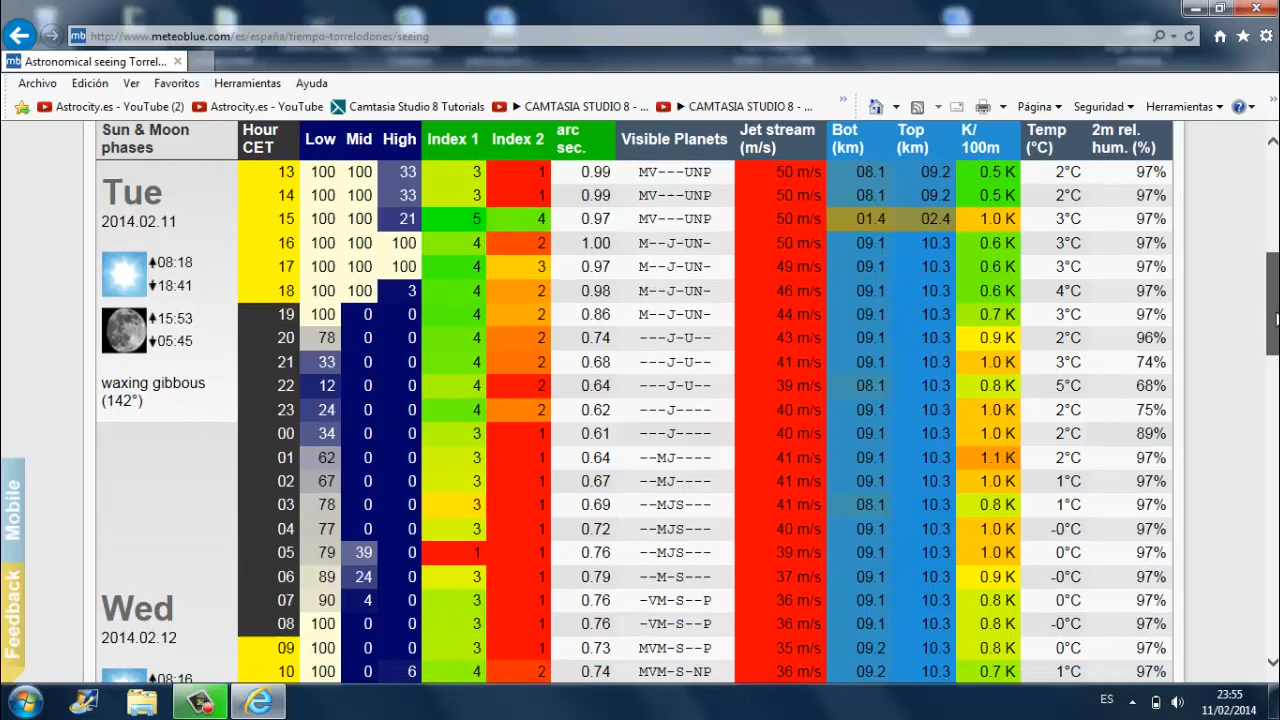 http://www.meteoblue.com/es/españa/tiempo-torrelodones/seeing
mb Astronomical seeing Torrel...
Archivo Edición Ver Favoritos Herramientas Ayuda
Astrocity.es - YouTube (2) Astrocity.es - YouTube Camtasia Studio 8 Tutorials ► CAMTASIA STUDIO 8 - ... ► CAMTASIA STUDIO 8 - ... Página Seguridad Herramientas
Sun & Moon phases Hour CET Low Mid High Index 1 Index 2 arc sec. Visible Planets Jet stream (m/s) Bot (km) Top (km) K/ 100m Temp (°C) 2m rel. hum. (%)
Tue
2014.02.11
08:18
18:41
15:53
05:45
waxing gibbous
(142°)
Wed
2014.02.12
08:16
13 100 100 33 3 1 0.99 MV---UNP 50 m/s 08.1 09.2 0.5 K 2°C 97%
14 100 100 33 3 1 0.99 MV---UNP 50 m/s 08.1 09.2 0.5 K 2°C 97%
15 100 100 21 5 4 0.97 MV---UNP 50 m/s 01.4 02.4 1.0 K 3°C 97%
16 100 100 100 4 2 1.00 M--J-UN- 50 m/s 09.1 10.3 0.6 K 3°C 97%
17 100 100 100 4 3 0.97 M--J-UN- 49 m/s 09.1 10.3 0.6 K 3°C 97%
18 100 100 3 4 2 0.98 M--J-UN- 46 m/s 09.1 10.3 0.6 K 4°C 97%
19 100 0 0 4 2 0.86 M--J-UN- 44 m/s 09.1 10.3 0.7 K 3°C 97%
20 78 0 0 4 2 0.74 ---J-U-- 43 m/s 09.1 10.3 0.9 K 2°C 96%
21 33 0 0 4 2 0.68 ---J-U-- 41 m/s 09.1 10.3 1.0 K 3°C 74%
22 12 0 0 4 2 0.64 ---J-U-- 39 m/s 08.1 10.3 0.8 K 5°C 68%
23 24 0 0 4 2 0.62 ---J---- 40 m/s 09.1 10.3 1.0 K 2°C 75%
00 34 0 0 3 1 0.61 ---J---- 40 m/s 09.1 10.3 1.0 K 2°C 89%
01 62 0 0 3 1 0.64 --MJ---- 41 m/s 09.1 10.3 1.1 K 2°C 97%
02 67 0 0 3 1 0.67 --MJ---- 41 m/s 09.1 10.3 1.0 K 1°C 97%
03 78 0 0 3 1 0.69 --MJS--- 41 m/s 08.1 10.3 0.8 K 1°C 97%
04 77 0 0 3 1 0.72 --MJS--- 40 m/s 09.1 10.3 1.0 K -0°C 97%
05 79 39 0 1 1 0.76 --MJS--- 39 m/s 09.1 10.3 1.0 K 0°C 97%
06 89 24 0 3 1 0.79 --M-S--- 37 m/s 09.1 10.3 0.9 K -0°C 97%
07 90 4 0 3 1 0.76 -VM-S--P 36 m/s 09.1 10.3 0.8 K 0°C 97%
08 100 0 0 3 1 0.76 -VM-S--P 36 m/s 09.1 10.3 0.8 K -0°C 97%
09 100 0 0 3 1 0.73 MVM-S--P 35 m/s 09.2 10.3 0.8 K 0°C 97%
10 100 0 6 4 2 0.74 MVM-S-NP 36 m/s 09.2 10.3 0.7 K 1°C 97%
Mobile
Feedback
ES 23:55
11/02/2014